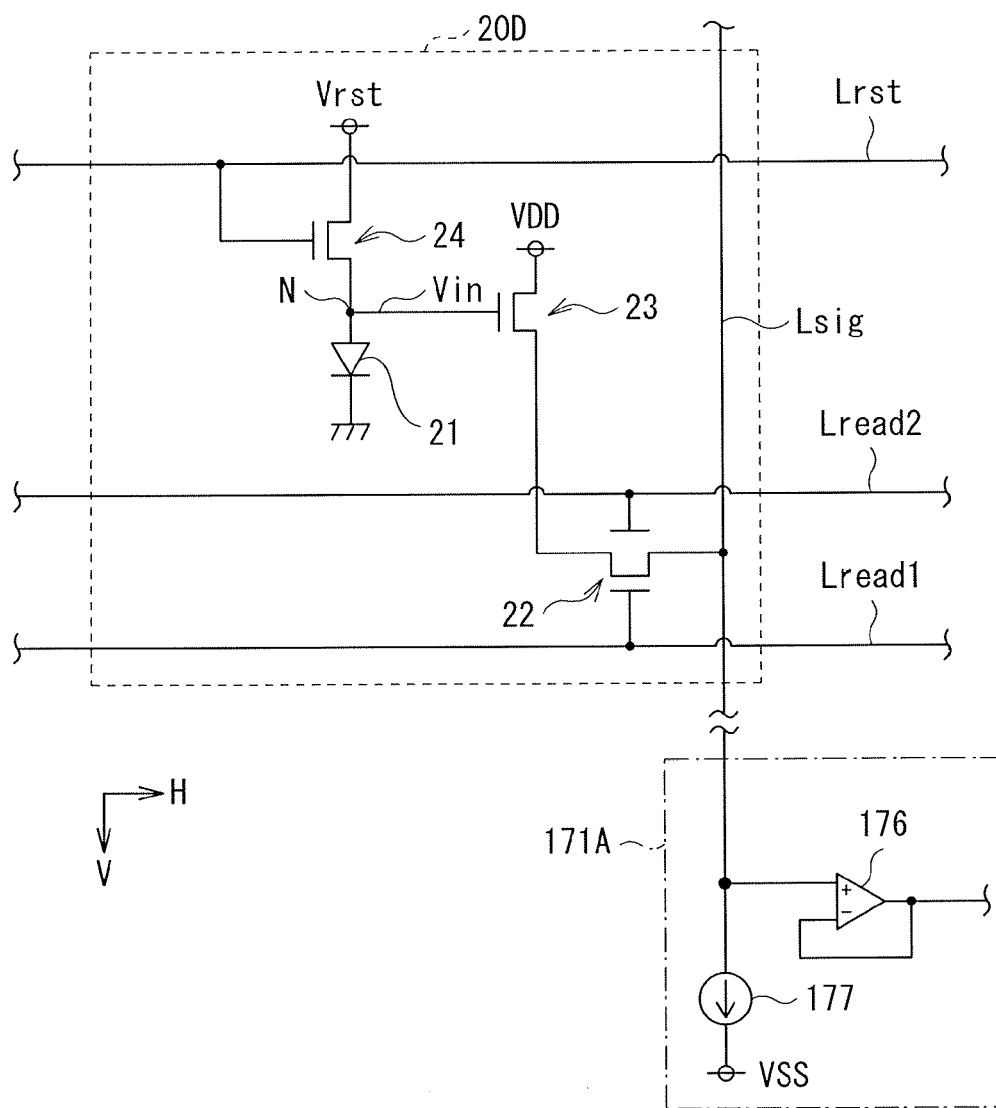 20D
Vrst
Lrst
VDD
24
N
Vin
23
Lsig
21
Lread2
22
Lread1
H
V
171A
176
+
−
177
VSS